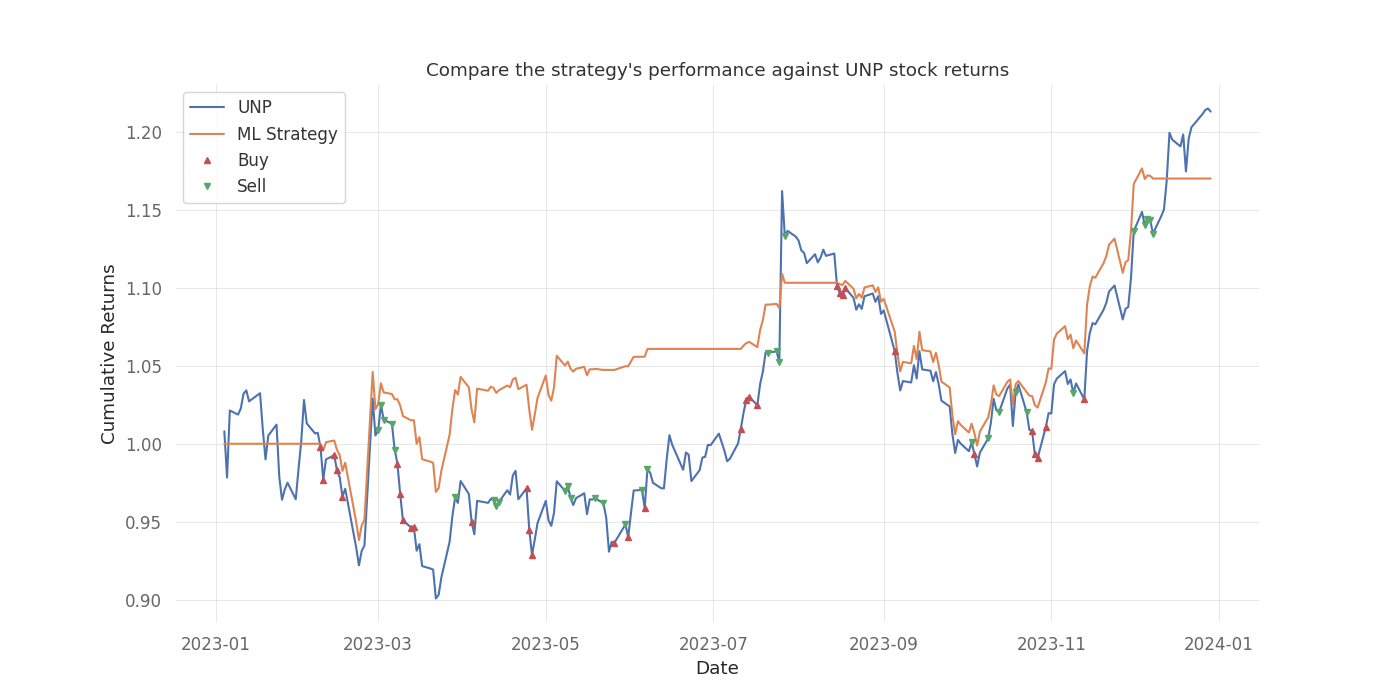 Compare the strategy's performance against UNP stock returns
UNP
ML Strategy
Buy
Sell
Cumulative Returns
1.20
1.15
1.10
1.05
1.00
0.95
0.90
2023-01
2023-03
2023-05
2023-07
2023-09
2023-11
2024-01
Date